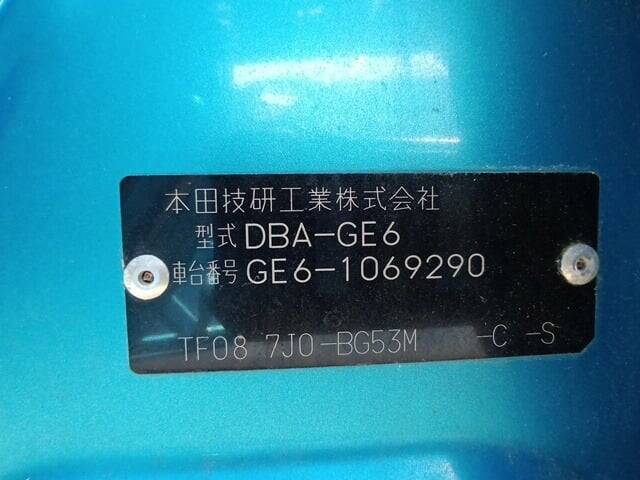 本田技研工業株式会社
型式 DBA-GE6
車台番号 GE6-1069290
TF08 7J0-BG53M -C -S